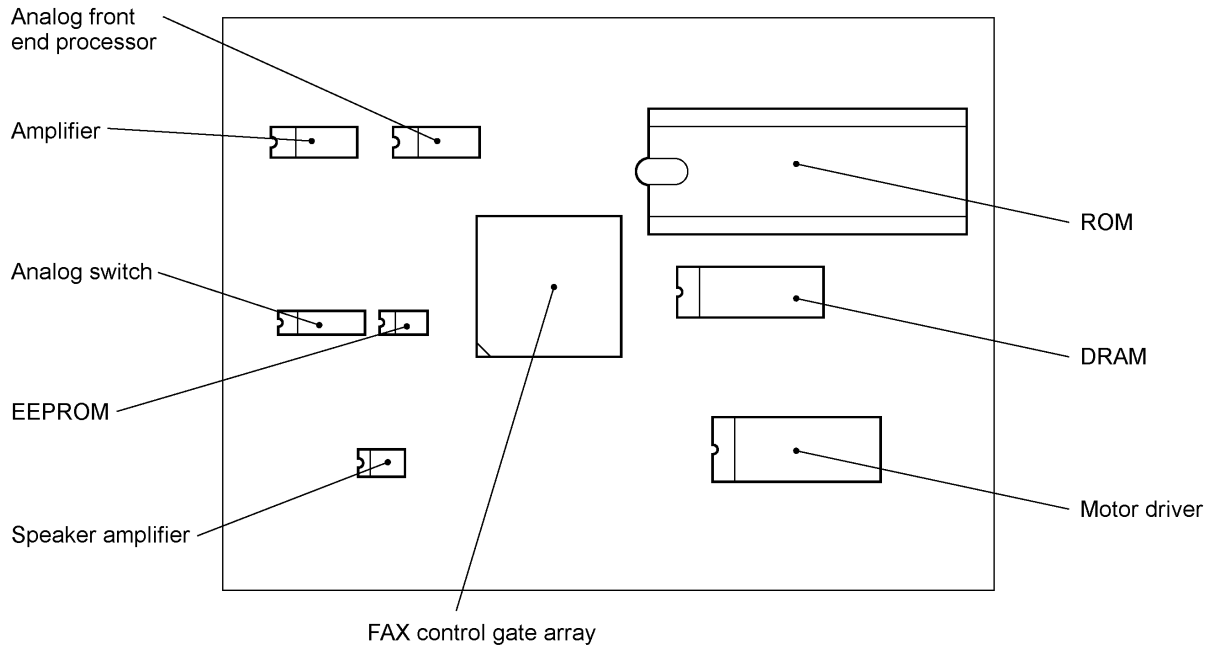 Analog front
end processor
Amplifier
ROM
Analog switch
DRAM
EEPROM
Motor driver
Speaker amplifier
FAX control gate array